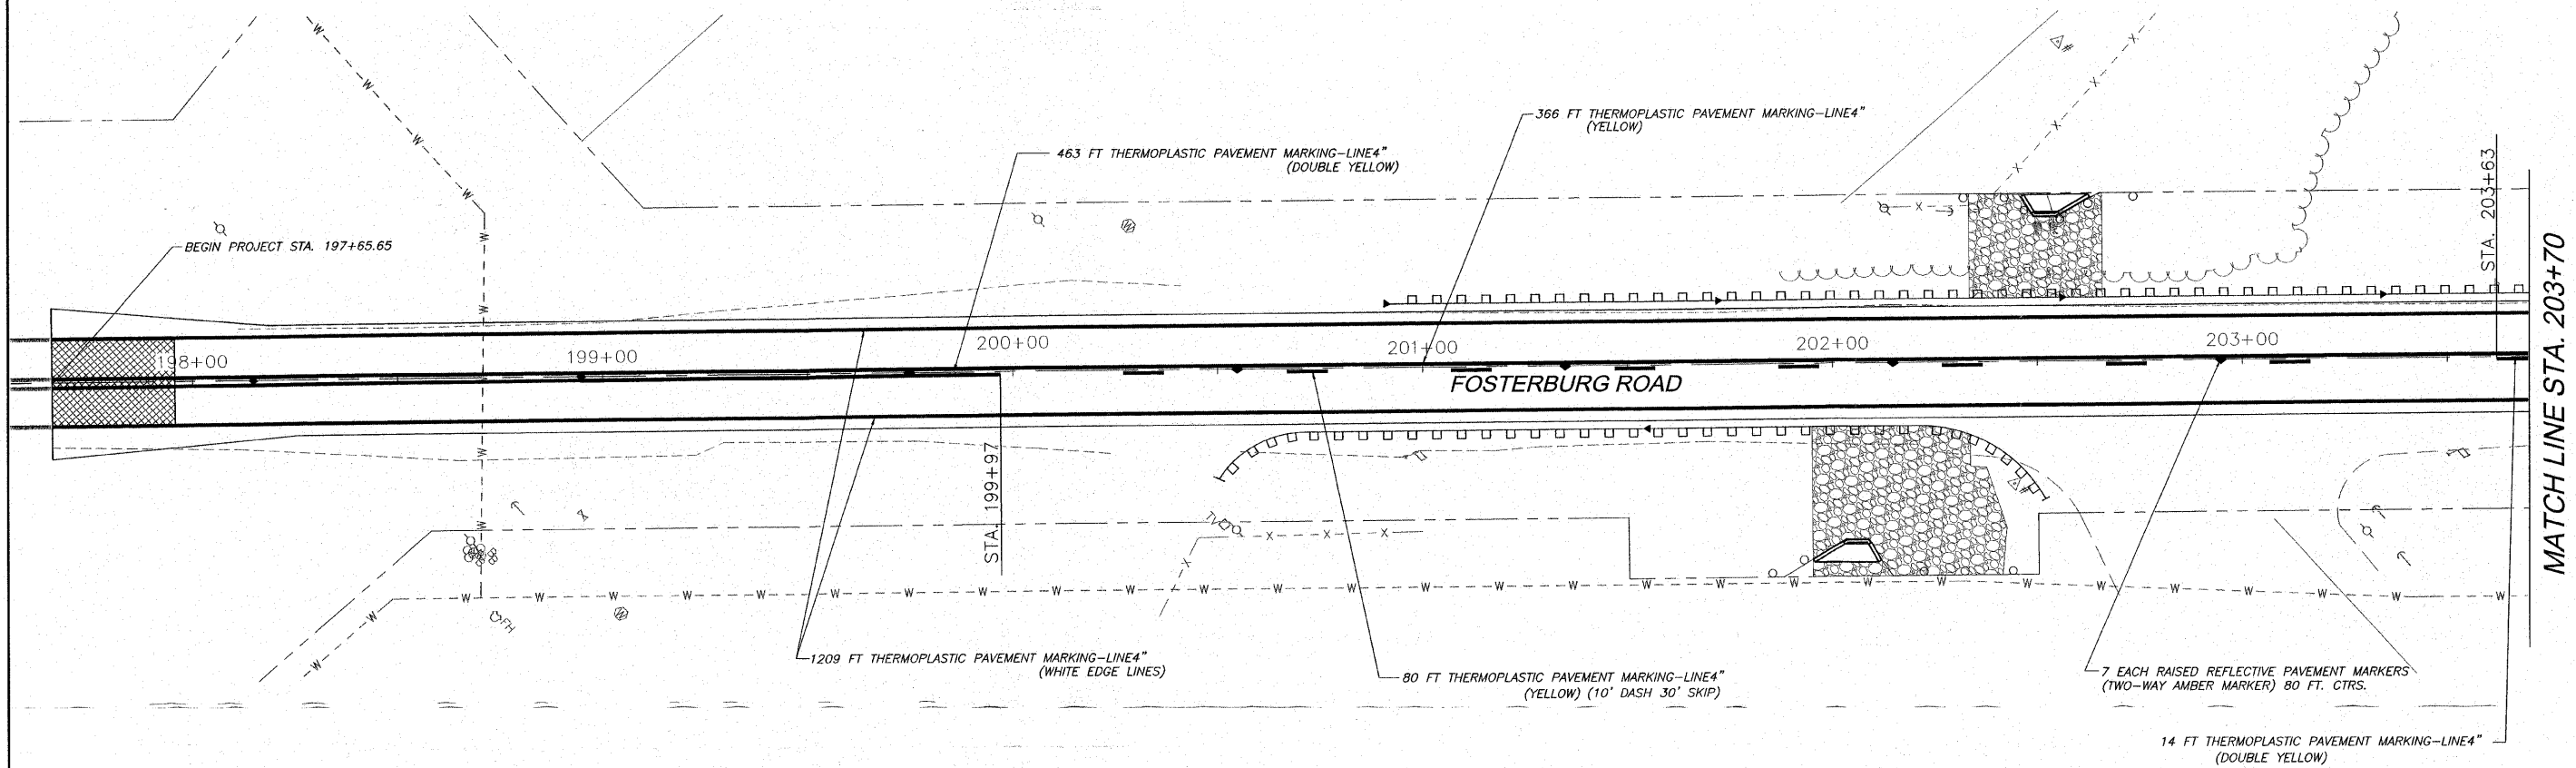 366 FT THERMOPLASTIC PAVEMENT MARKING-LINE4"
(YELLOW)
463 FT THERMOPLASTIC PAVEMENT MARKING-LINE4"
(DOUBLE YELLOW)
BEGIN PROJECT STA. 197+65.65
STA. 203+63
MATCH LINE STA. 203+70
198+00
199+00
200+00
201+00
202+00
203+00
FOSTERBURG ROAD
STA. 199+97
TV
FH
1209 FT THERMOPLASTIC PAVEMENT MARKING-LINE4"
(WHITE EDGE LINES)
80 FT THERMOPLASTIC PAVEMENT MARKING-LINE4"
(YELLOW) (10' DASH 30' SKIP)
7 EACH RAISED REFLECTIVE PAVEMENT MARKERS
(TWO-WAY AMBER MARKER) 80 FT. CTRS.
14 FT THERMOPLASTIC PAVEMENT MARKING-LINE4"
(DOUBLE YELLOW)